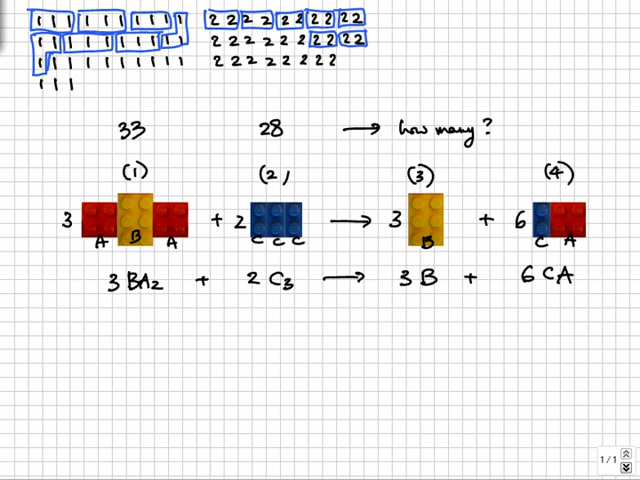 1 1 1 1 1 1 1 1 1 1 2 2 2 2 2 2 2 2 2 2
1 1 1 1 1 1 1 1 1 1 2 2 2 2 2 2 2 2 2 2
1 1 1 1 1 1 1 1 1 1 2 2 2 2 2 2 2 2
1 1 1
33 28 → how many?
(1) (2) (3) (4)
3 + 2 → 3 + 6
A B A C C C B C A
3 BA₂ + 2 C₃ → 3 B + 6 CA
1/1